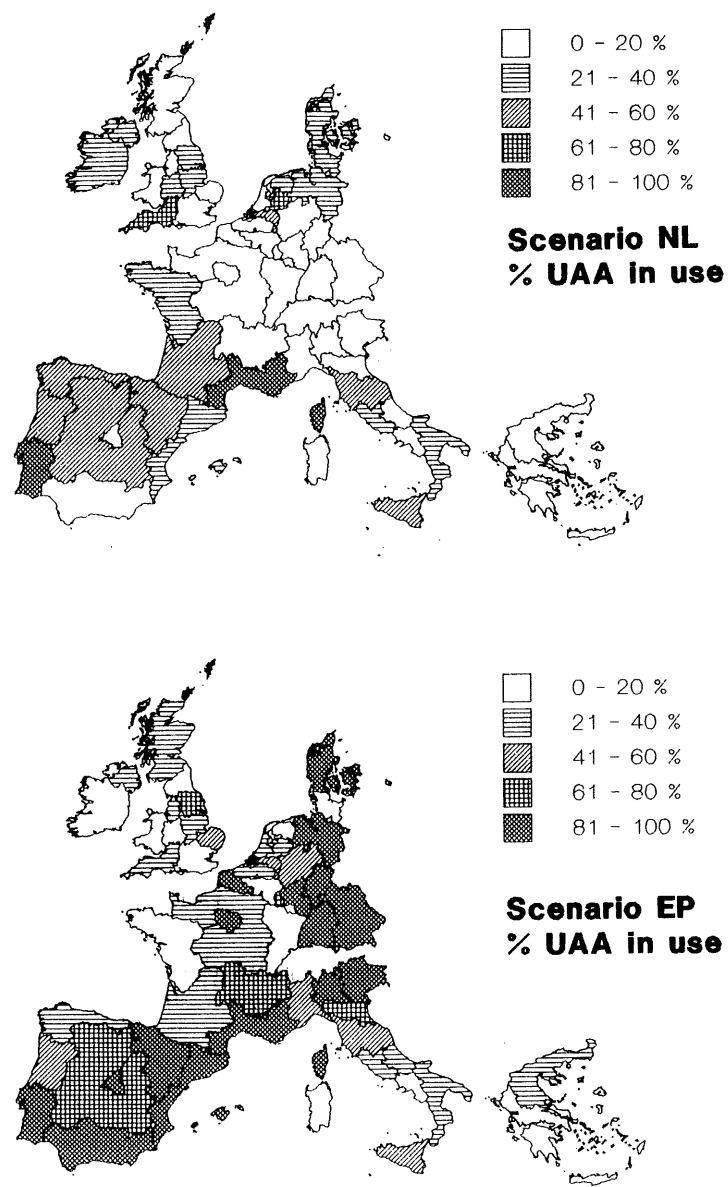 0 - 20 %
21 - 40 %
41 - 60 %
61 - 80 %
81 - 100 %
Scenario NL
% UAA in use
0 - 20 %
21 - 40 %
41 - 60 %
61 - 80 %
81 - 100 %
Scenario EP
% UAA in use